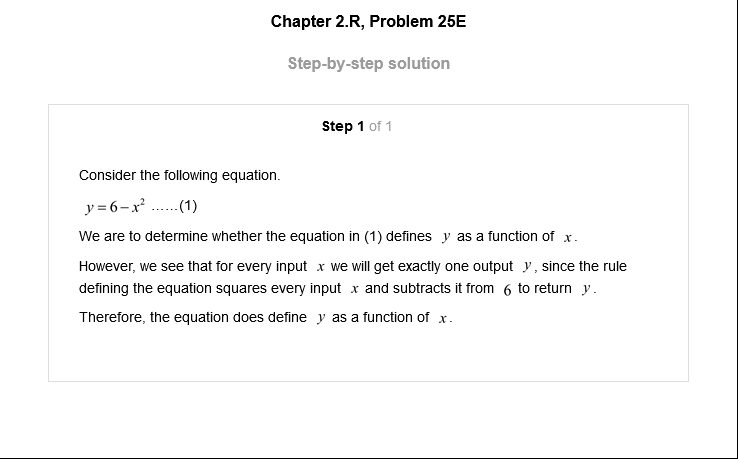 Chapter 2.R, Problem 25E
Step-by-step solution
Step 1 of 1
Consider the following equation.
y = 6 – x² ……(1)
We are to determine whether the equation in (1) defines y as a function of x.
However, we see that for every input x we will get exactly one output y, since the rule
defining the equation squares every input x and subtracts it from 6 to return y.
Therefore, the equation does define y as a function of x.